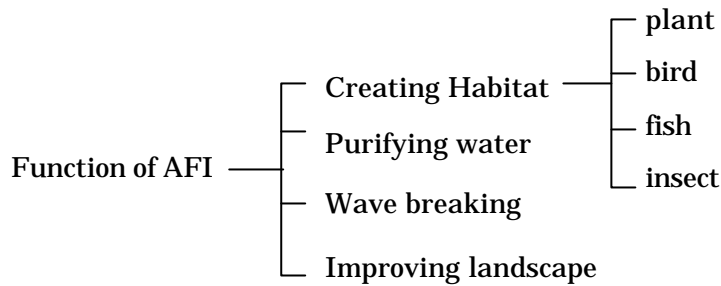 Function of AFI
Creating Habitat
Purifying water
Wave breaking
Improving landscape
plant
bird
fish
insect